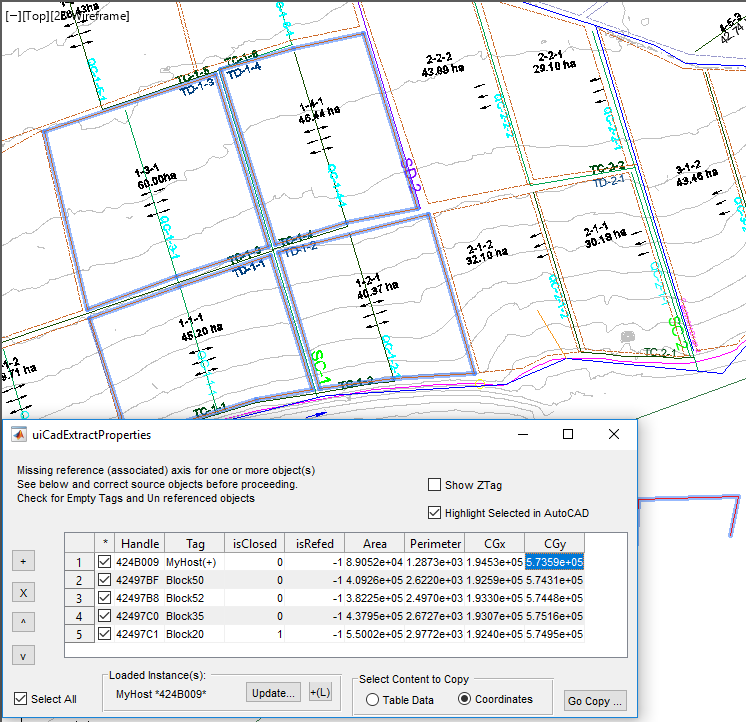 [−][Top][2D Wireframe]
TC-1-6
TC-1-5
TD-1-4
TD-1-3
2-2-2
43.89 ha
2-2-1
29.10 ha
1-4-1
46.44 ha
1-3-1
60.00ha
SD-2
TC-2-2
TD-2-1
3-1-2
43.46 ha
TC-1-4
TC-1-3
TD-1-2
TD-1-1
2-1-2
32.10 ha
2-1-1
30.18 ha
1-2-1
40.97 ha
1-1-1
45.20 ha
SC-1
TC-2-1
TC-1-2
TC-1-1
uiCadExtractProperties
Missing reference (associated) axis for one or more object(s)
See below and correct source objects before proceeding.
Check for Empty Tags and Un referenced objects
Show ZTag
Highlight Selected in AutoCAD
* Handle Tag isClosed isRefed Area Perimeter CGx CGy
1 424B009 MyHost(+) 0 -1 8.9052e+04 1.2873e+03 1.9453e+05 5.7359e+05
2 42497BF Block50 0 -1 4.0926e+05 2.6220e+03 1.9259e+05 5.7431e+05
3 42497B8 Block52 0 -1 3.8225e+05 2.4970e+03 1.9330e+05 5.7448e+05
4 42497C0 Block35 0 -1 4.3795e+05 2.6727e+03 1.9307e+05 5.7516e+05
5 42497C1 Block20 1 -1 5.5002e+05 2.9772e+03 1.9240e+05 5.7495e+05
+
X
^
v
Select All
Loaded Instance(s):
MyHost *424B009*
Update...
+(L)
Select Content to Copy
Table Data
Coordinates
Go Copy ...